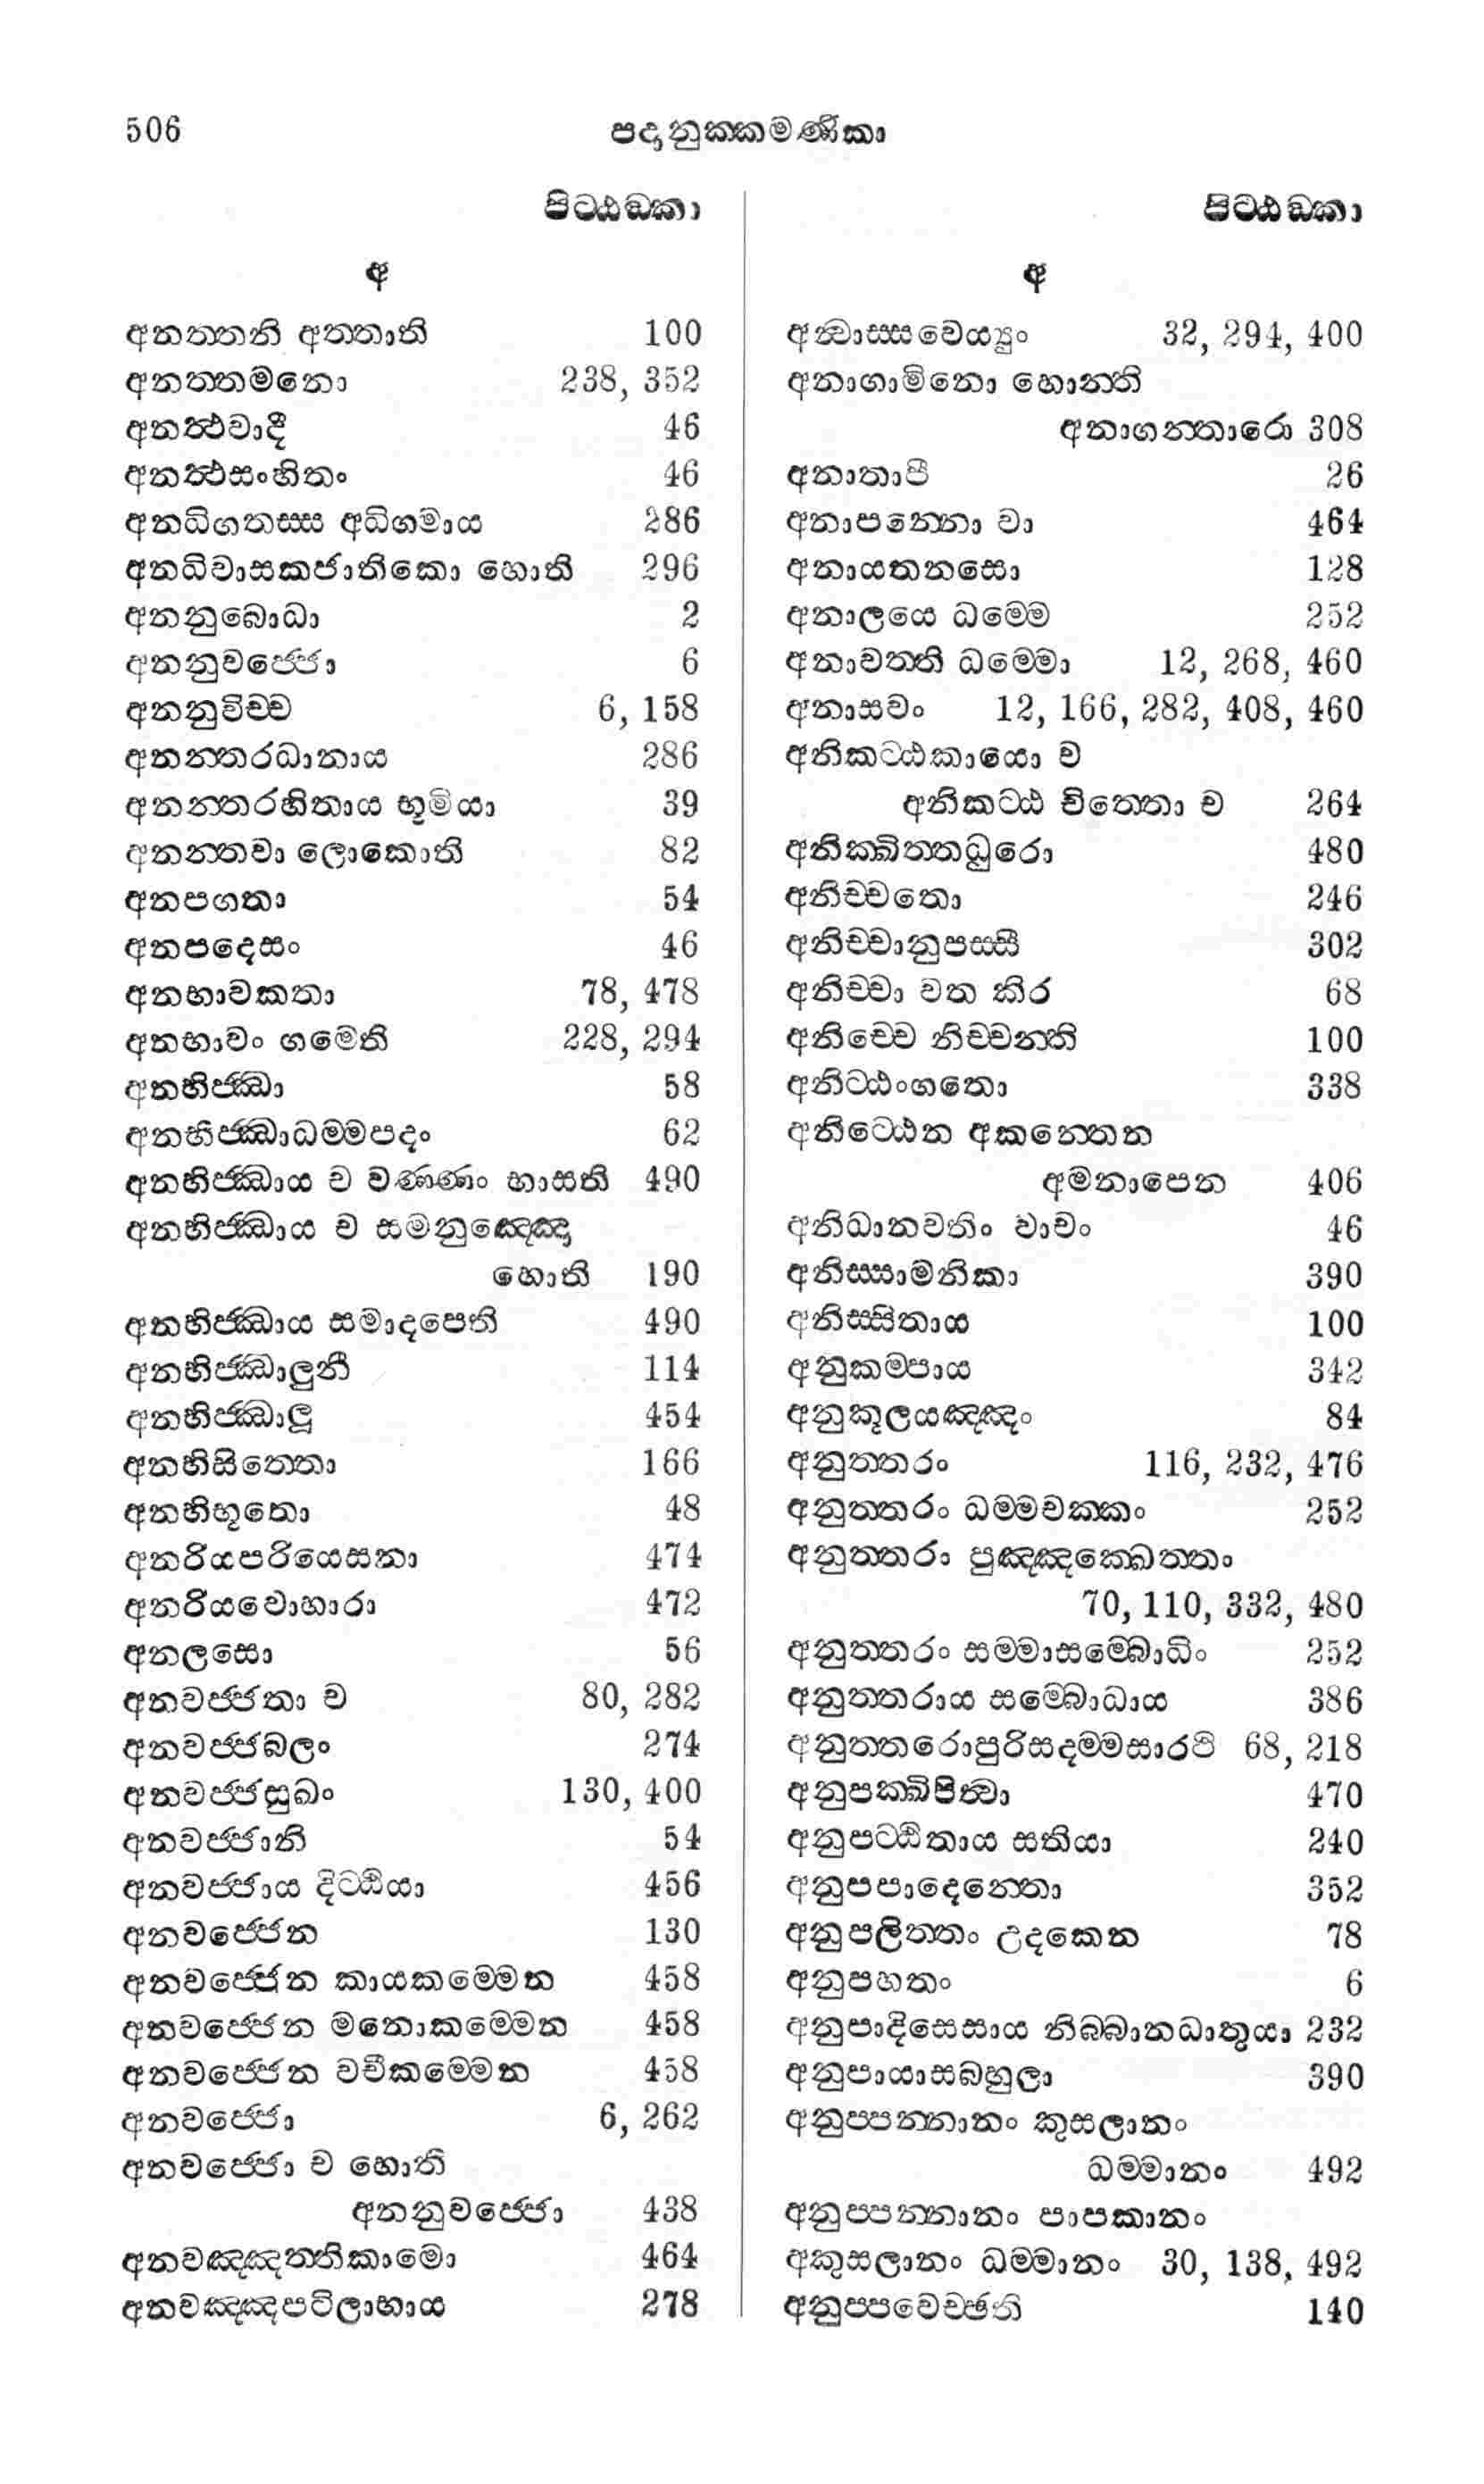 506
පදානුක්කමණිකා
පිට්ඨඞ්කා
අ
අනත්තනි අත්තාති 100
අනත්තමනො 238, 352
අනත්‍ථවාදී 46
අනත්‍ථසංහිතං 46
අනධිගතස්ස අධිගමාය 286
අනධිවාසකජාතිකො හොති 296
අනනුබොධා 2
අනනුවජ්ජො 6
අනනුවිච්ච 6, 158
අනන්තරධානාය 286
අනන්තරහිතාය භූමියා 39
අනන්තවා ලොකොති 82
අනපගතා 54
අනපදෙසං 46
අනභාවකතා 78, 478
අනභාවං ගමෙති 228, 294
අනභිජ්ඣා 58
අනභිජ්ඣාධම්මපදං 62
අනභිජ්ඣාය ච වණ්ණං භාසති 490
අනභිජ්ඣාය ච සමනුඤ්ඤො
හොති 190
අනභිජ්ඣාය සමාදපෙති 490
අනභිජ්ඣාලුනී 114
අනභිජ්ඣාලූ 454
අනභිසිත්තො 166
අනභිභූතො 48
අනරියපරියෙසනා 474
අනරියවොහාරා 472
අනලසො 56
අනවජ්ජතා ච 80, 282
අනවජ්ජබලං 274
අනවජ්ජසුඛං 130, 400
අනවජ්ජානි 54
අනවජ්ජාය දිට්ඨියා 456
අනවජ්ජෙන 130
අනවජ්ජෙන කායකම්මෙන 458
අනවජ්ජෙන මනොකම්මෙන 458
අනවජ්ජෙන වචීකම්මෙන 458
අනවජ්ජො 6, 262
අනවජ්ජො ච හොති
අනනුවජ්ජො 438
අනවඤ්ඤත්තිකාමො 464
අනවඤ්ඤපටිලාභාය 278
පිට්ඨඞ්කා
අ
අන්‍වාස්සවෙය්‍යුං 32, 294, 400
අනාගාමිනො හොන්ති
අනාගන්තාරො 308
අනාතාපී 26
අනාපන්නො වා 464
අනායතනසො 128
අනාලයෙ ධම්මෙ 252
අනාවත්ති ධම්මො 12, 268, 460
අනාසවං 12, 166, 282, 408, 460
අනිකට්ඨකායො ච
අනිකට්ඨ චිත්තො ච 264
අනික්ඛිත්තධුරො 480
අනිච්චතො 246
අනිච්චානුපස්සී 302
අනිච්චා වත කිර 68
අනිච්චෙ නිච්චන්ති 100
අනිට්ඨංගතො 338
අනිට්ඨෙන අකන්තෙන
අමනාපෙන 406
අනිධානවතිං වාචං 46
අනිස්සාමනිකා 390
අනිස්සිතාය 100
අනුකම්පාය 342
අනුකූලයඤ්ඤං 84
අනුත්තරං 116, 232, 476
අනුත්තරං ධම්මචක්කං 252
අනුත්තරං පුඤ්ඤක්ඛෙත්තං
70, 110, 332, 480
අනුත්තරං සම්මාසම්බොධිං 252
අනුත්තරාය සම්බොධාය 386
අනුත්තරොපුරිසදම්මසාරථි 68, 218
අනුපක්ඛිපිත්‍වා 470
අනුපට්ඨිතාය සතියා 240
අනුපපාදෙන්තො 352
අනුපලිත්තං උදකෙන 78
අනුපහතං 6
අනුපාදිසෙසාය නිබ්බානධාතුයා 232
අනුපායාසබහුලා 390
අනුප්පන්නානං කුසලානං
ධම්මානං 492
අනුප්පන්නානං පාපකානං
අකුසලානං ධම්මානං 30, 138, 492
අනුප්පවෙච්ඡති 140